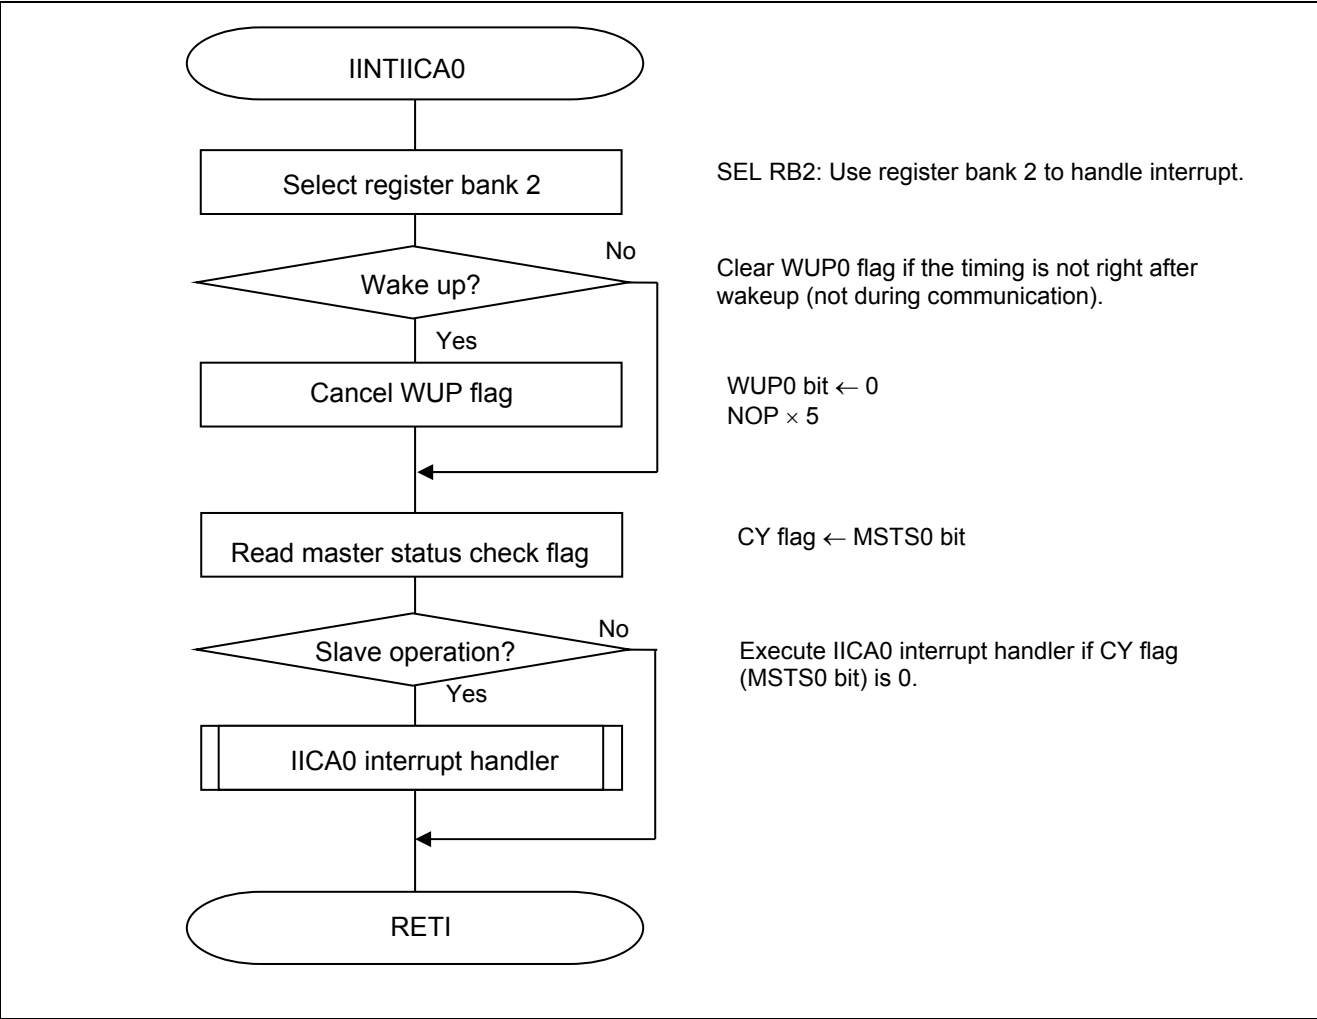 IINTIICA0
Select register bank 2
SEL RB2: Use register bank 2 to handle interrupt.
No
Wake up?
Clear WUP0 flag if the timing is not right after
wakeup (not during communication).
Yes
Cancel WUP flag
WUP0 bit ← 0
NOP × 5
Read master status check flag
CY flag ← MSTS0 bit
No
Slave operation?
Execute IICA0 interrupt handler if CY flag
(MSTS0 bit) is 0.
Yes
IICA0 interrupt handler
RETI